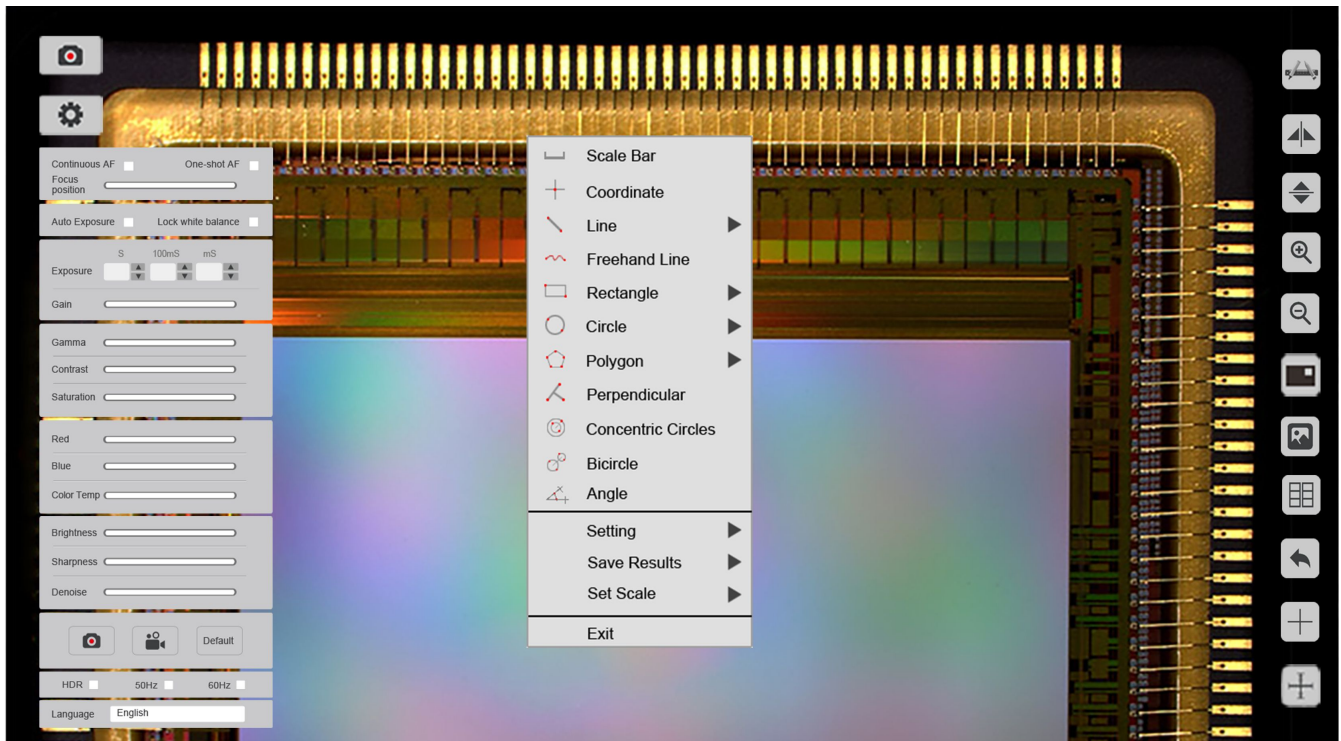 Continuous AF One-shot AF
Focus
position
Auto Exposure Lock white balance
S 100mS mS
Exposure
Gain
Gamma
Contrast
Saturation
Red
Blue
Color Temp
Brightness
Sharpness
Denoise
Default
HDR 50Hz 60Hz
Language English
Scale Bar
Coordinate
Line
Freehand Line
Rectangle
Circle
Polygon
Perpendicular
Concentric Circles
Bicircle
Angle
Setting
Save Results
Set Scale
Exit